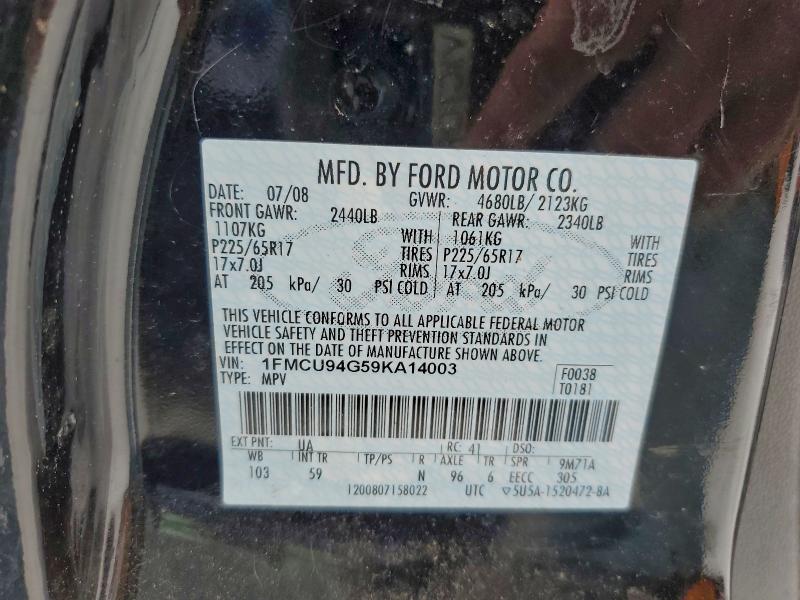 MFD. BY FORD MOTOR CO.
DATE: 07/08 GVWR: 4680LB/ 2123KG
FRONT GAWR: 2440LB REAR GAWR: 2340LB
1107KG WITH 1061KG WITH
P225/65R17 TIRES P225/65R17 TIRES
17x7.0J RIMS 17x7.0J RIMS
AT 205 kPa/ 30 PSI COLD AT 205 kPa/ 30 PSI COLD
THIS VEHICLE CONFORMS TO ALL APPLICABLE FEDERAL MOTOR
VEHICLE SAFETY AND THEFT PREVENTION STANDARDS IN
EFFECT ON THE DATE OF MANUFACTURE SHOWN ABOVE.
VIN: 1FMCU94G59KA14003 F0038
TYPE: MPV T0181
EXT PNT: UA RC: 41 DSO:
WB INT TR TP/PS R AXLE TR SPR 9M71A
103 59 N 96 6 EECC 305
1200807158022 UTC ▽5U5A-1520472-8A